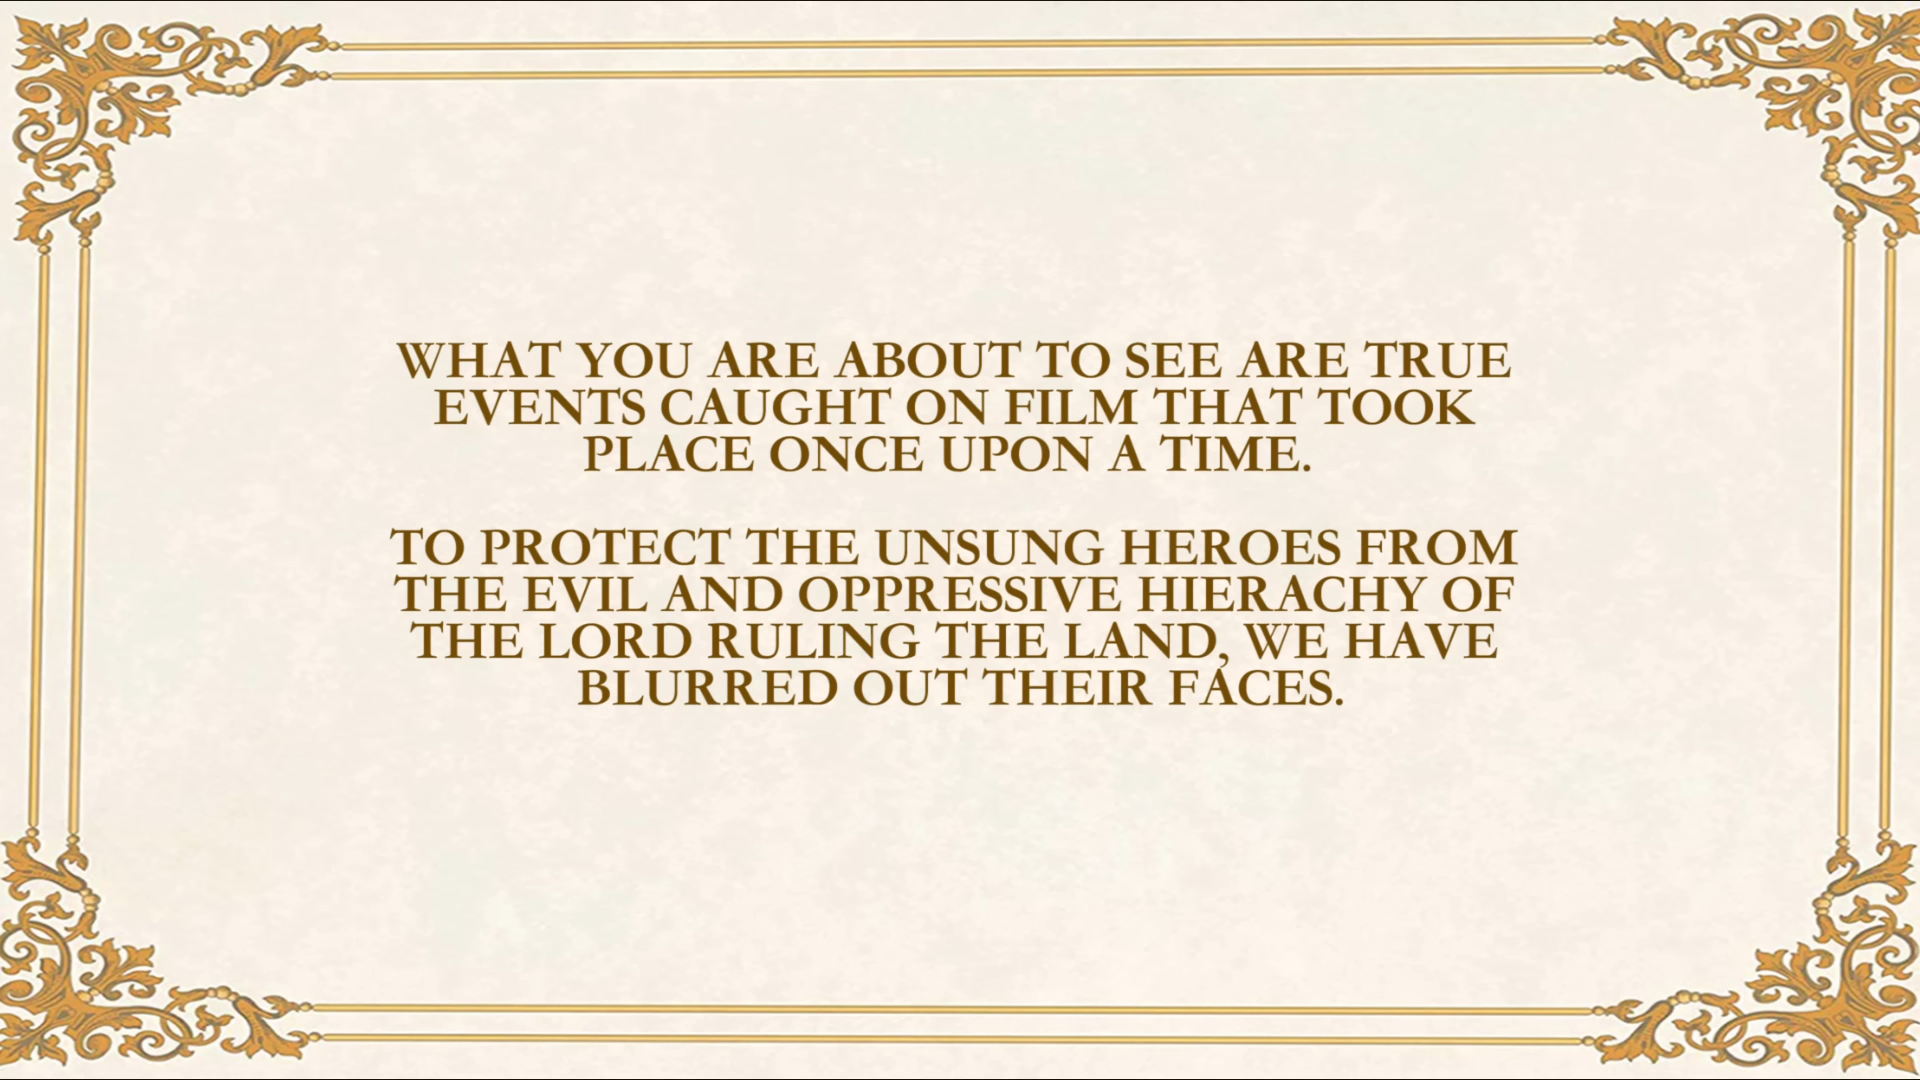 WHAT YOU ARE ABOUT TO SEE ARE TRUE
EVENTS CAUGHT ON FILM THAT TOOK
PLACE ONCE UPON A TIME.
TO PROTECT THE UNSUNG HEROES FROM
THE EVIL AND OPPRESSIVE HIERACHY OF
THE LORD RULING THE LAND, WE HAVE
BLURRED OUT THEIR FACES.